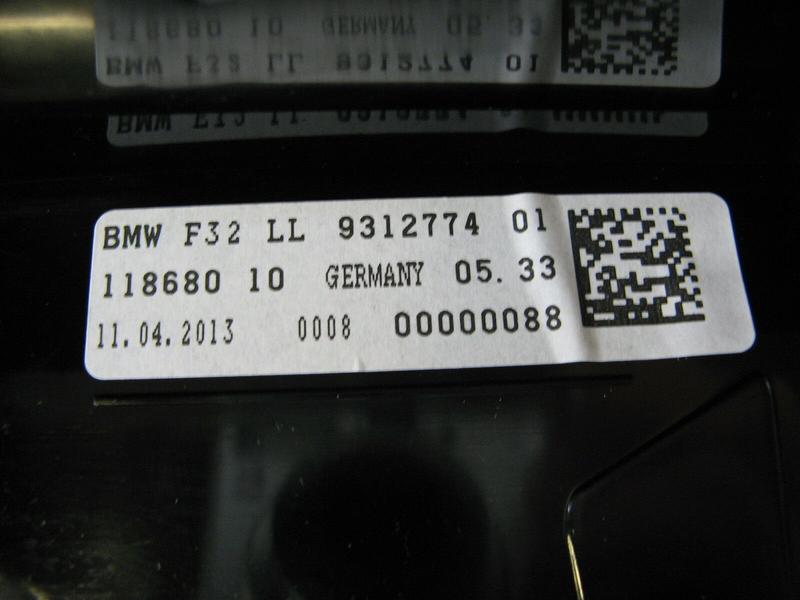 BMW F32 LL 9312774 01
118680 10 GERMANY 05.33
11.04.2013 0008 00000088